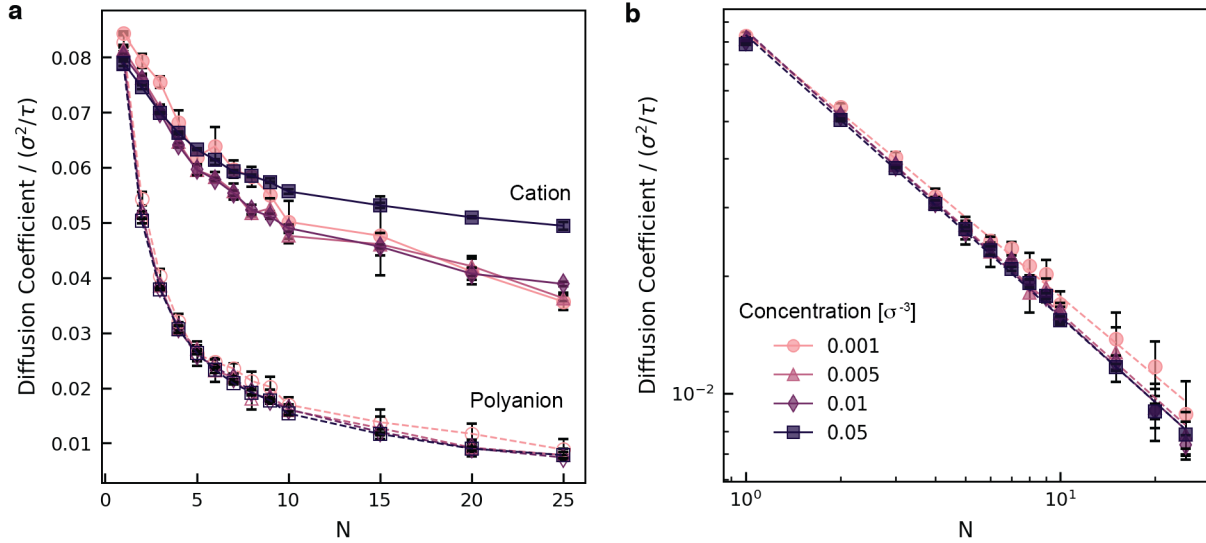 a
Diffusion Coefficient / (σ²/τ)
0.08
0.07
0.06
0.05
0.04
0.03
0.02
0.01
Cation
Polyanion
0 5 10 15 20 25
N
b
Diffusion Coefficient / (σ²/τ)
10⁻²
Concentration [σ⁻³]
0.001
0.005
0.01
0.05
10⁰ 10¹
N